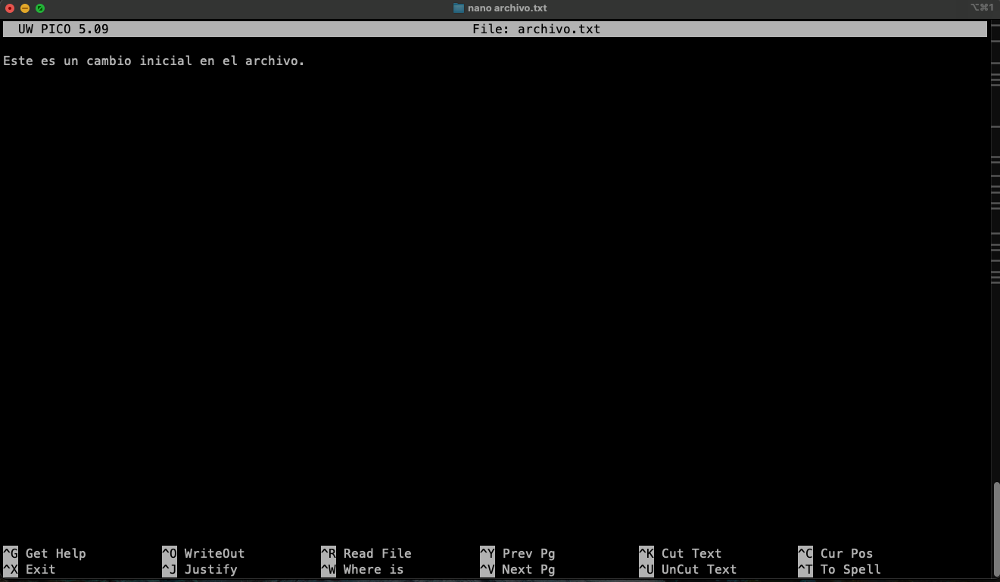 nano archivo.txt ⌥⌘1
UW PICO 5.09 File: archivo.txt
Este es un cambio inicial en el archivo.
^G Get Help ^O WriteOut ^R Read File ^Y Prev Pg ^K Cut Text ^C Cur Pos
^X Exit ^J Justify ^W Where is ^V Next Pg ^U UnCut Text ^T To Spell